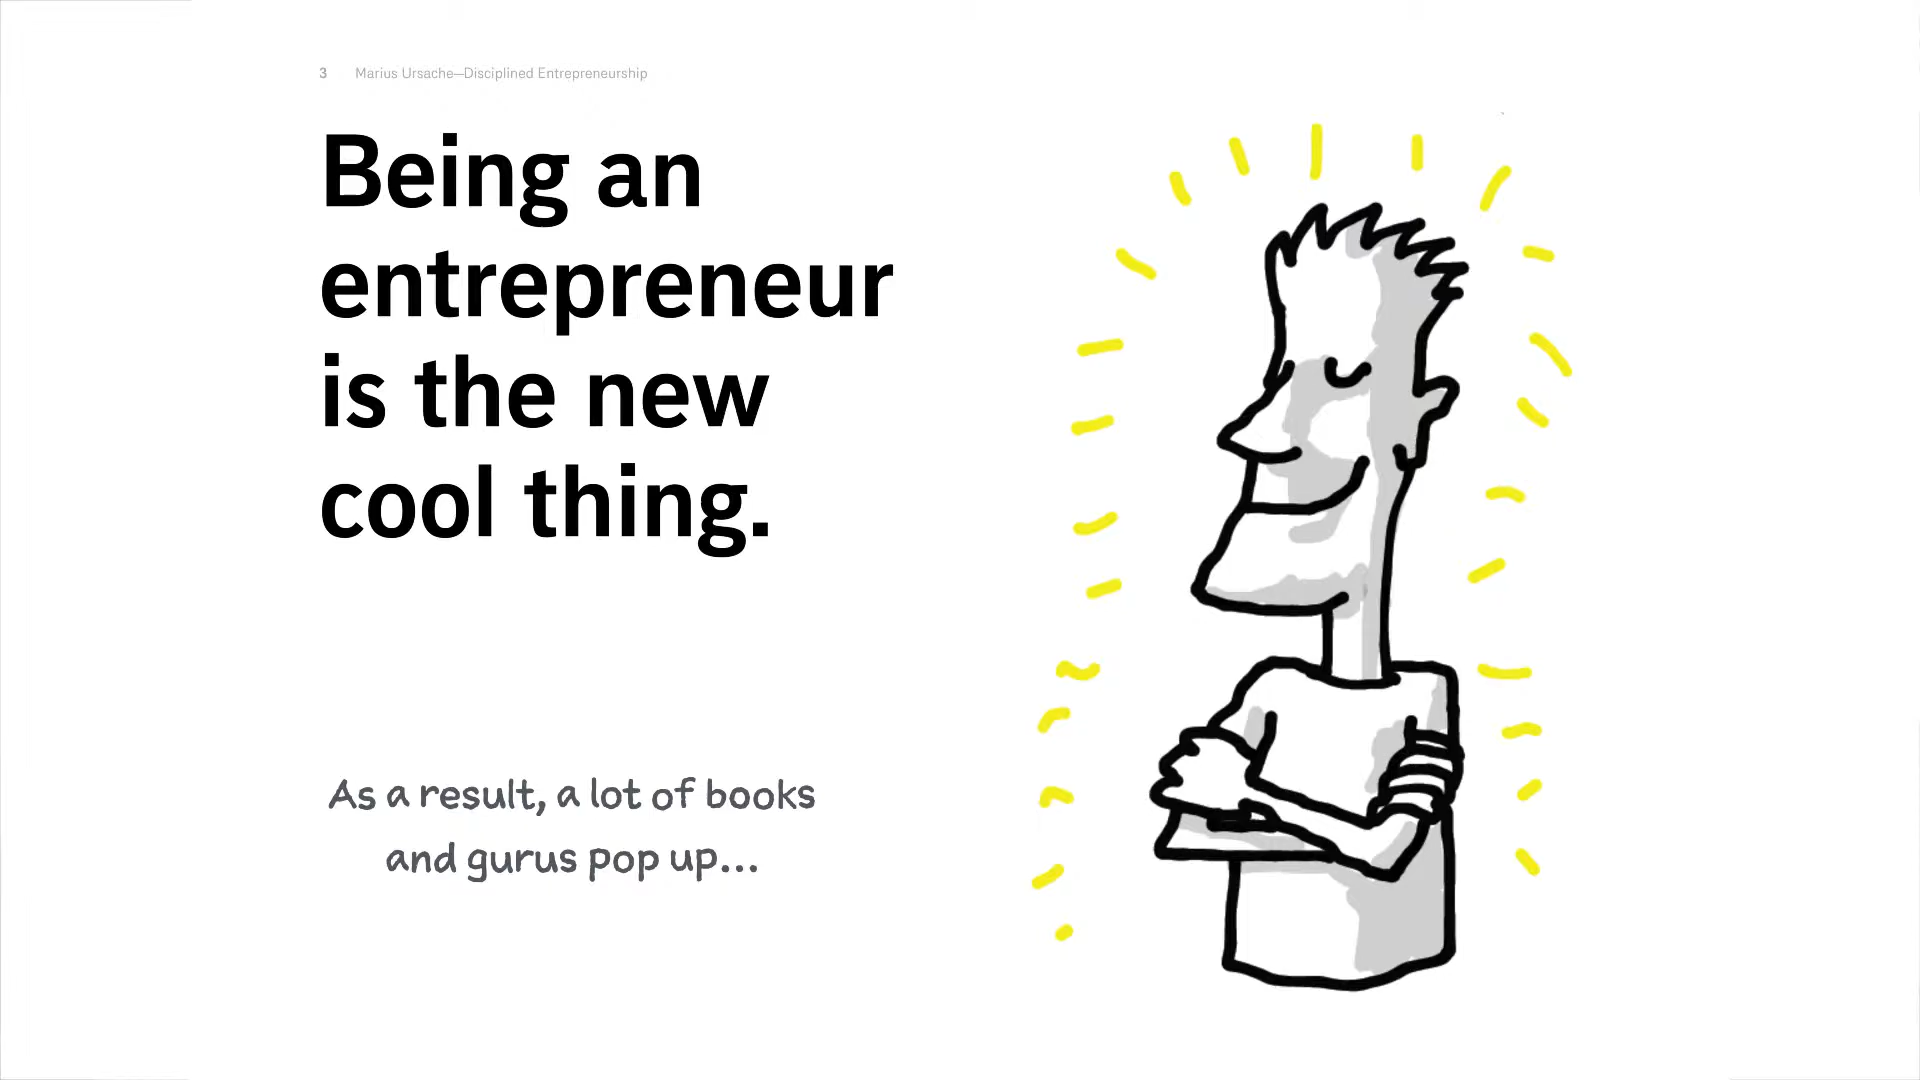 3 Marius Ursache—Disciplined Entrepreneurship
Being an
entrepreneur
is the new
cool thing.
As a result, a lot of books
and gurus pop up...